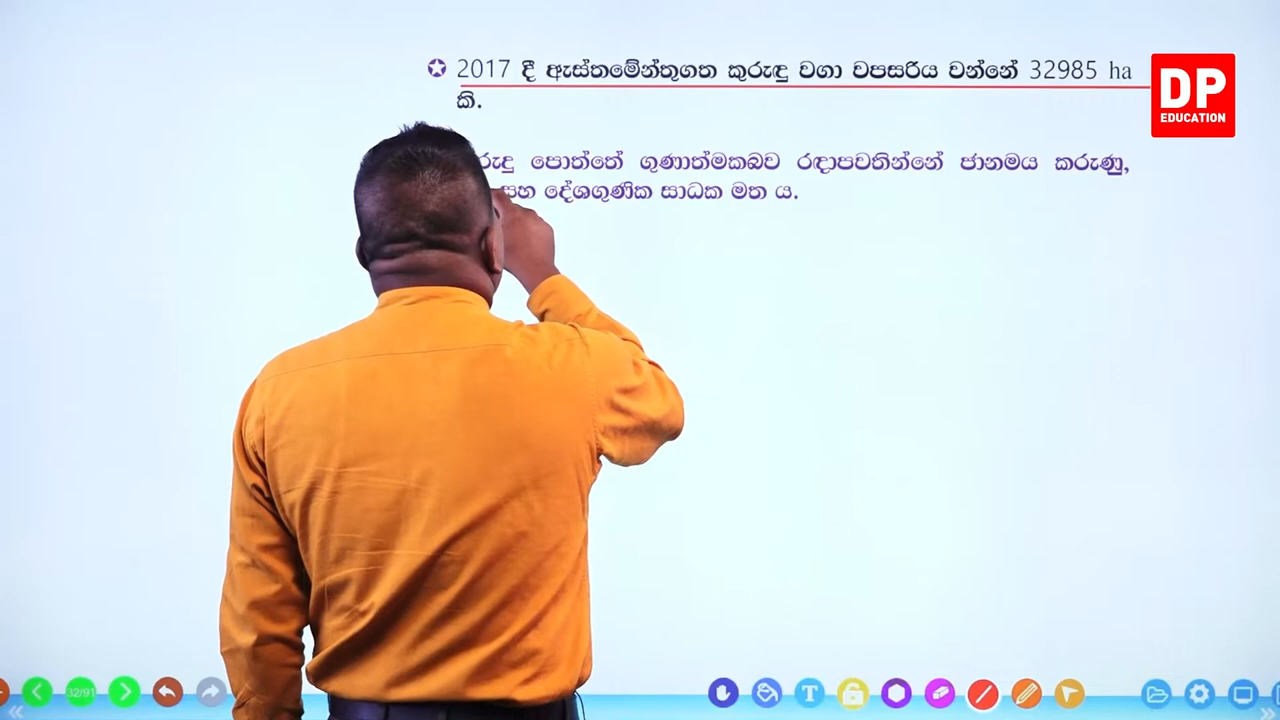 2017 දී ඇස්තමේන්තුගත කුරුඳු වගා වපසරිය වන්නේ 32985 ha
කි.
පොත්තේ ගුණාත්මකබව රඳාපවතින්නේ ජානමය කරුණු,
සහ දේශගුණික සාධක මත ය.
DP
EDUCATION
32/91